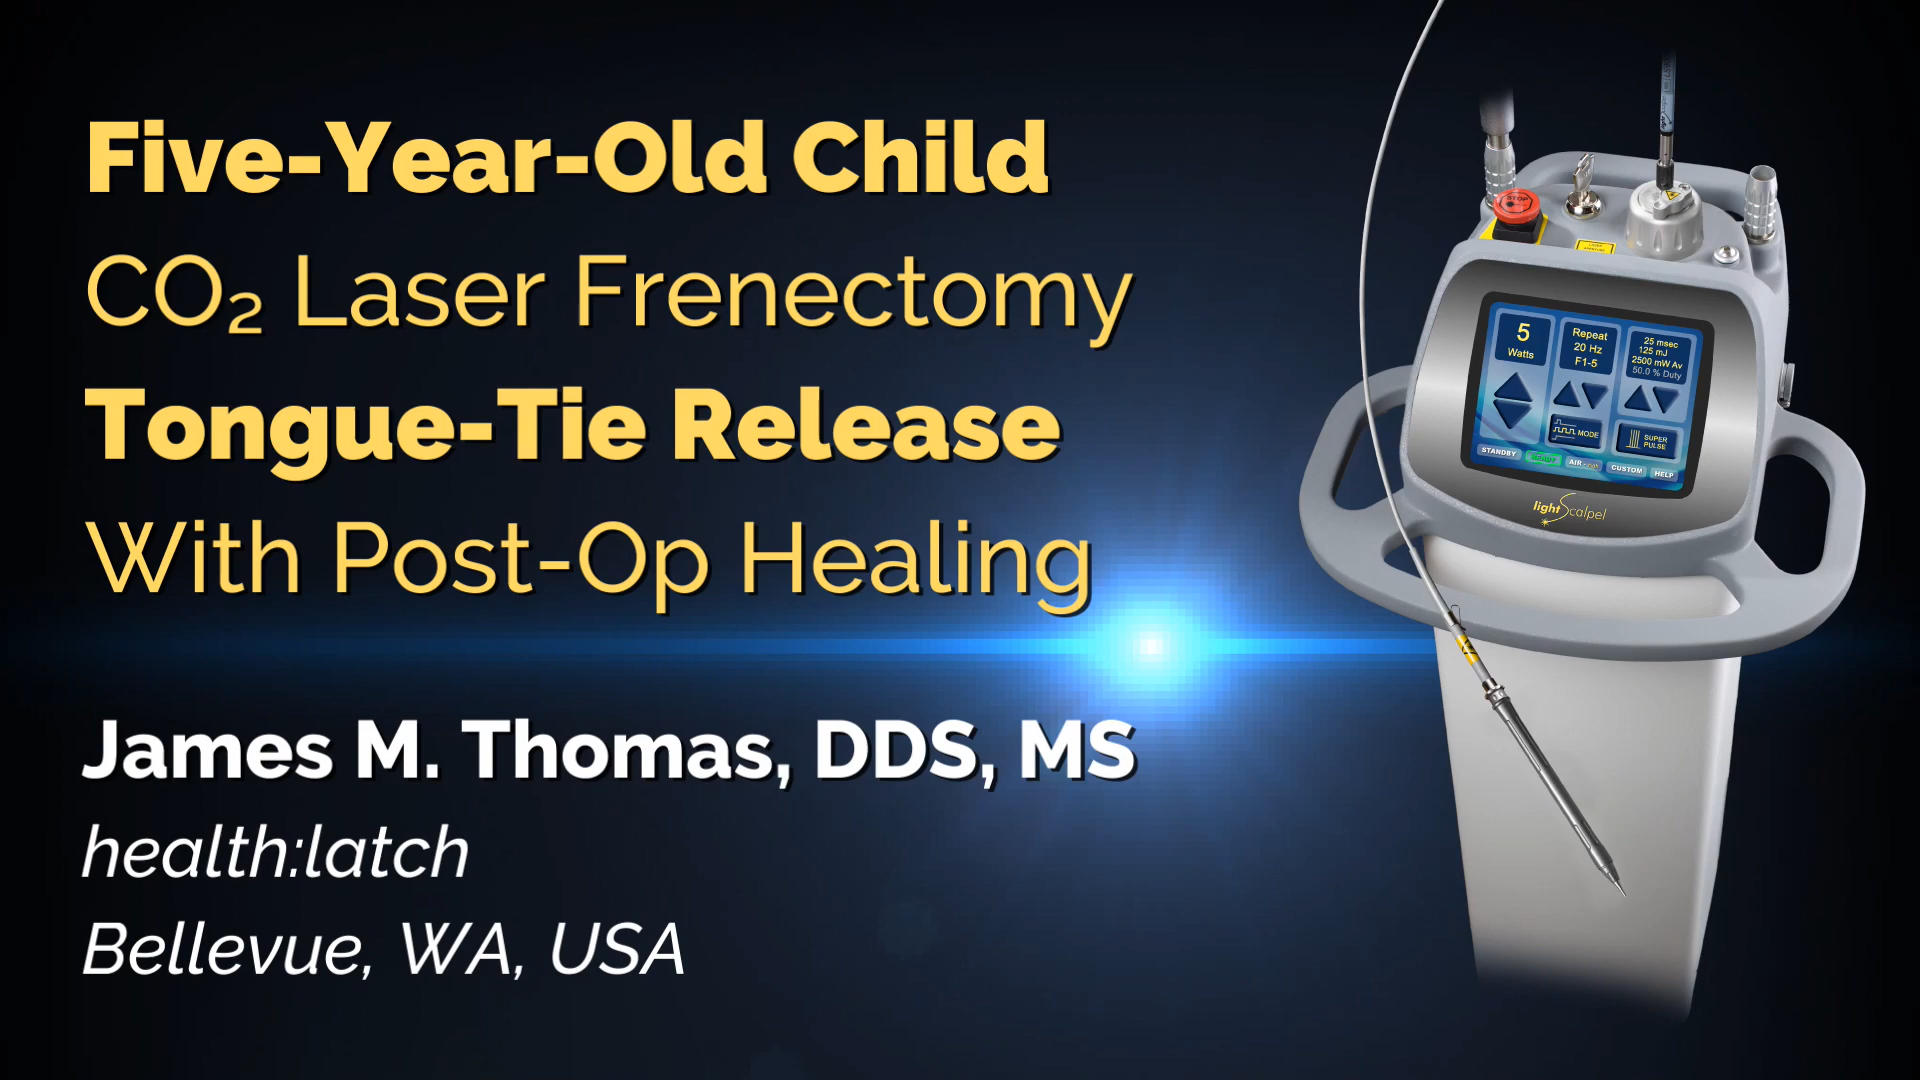 Five-Year-Old Child
CO₂ Laser Frenectomy
Tongue-Tie Release
With Post-Op Healing
James M. Thomas, DDS, MS
health:latch
Bellevue, WA, USA
STOP
5
Watts
Repeat
20 Hz
F1-5
25 msec
125 mJ
2500 mW Av
50.0 % Duty
MODE
SUPER
PULSE
STANDBY
READY
AIR
CUSTOM
HELP
lightScalpel